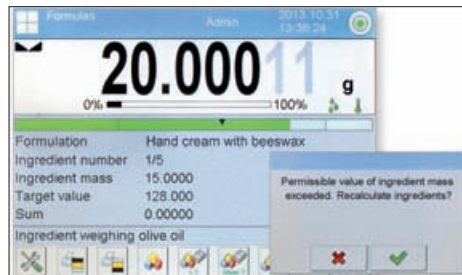 Formulas Admin 2013.10.31
13:36:24
20.00011 g
0% 100%
Formulation Hand cream with beeswax
Ingredient number 1/5
Ingredient mass 15.0000
Target value 128.000
Sum 0.00000
Ingredient weighing olive oil
Permissible value of ingredient mass
exceeded. Recalculate ingredients?